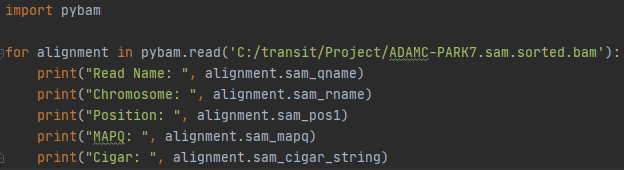 import pybam

for alignment in pybam.read('C:/transit/Project/ADAMC-PARK7.sam.sorted.bam'):
    print("Read Name: ", alignment.sam_qname)
    print("Chromosome: ", alignment.sam_rname)
    print("Position: ", alignment.sam_pos1)
    print("MAPQ: ", alignment.sam_mapq)
    print("Cigar: ", alignment.sam_cigar_string)